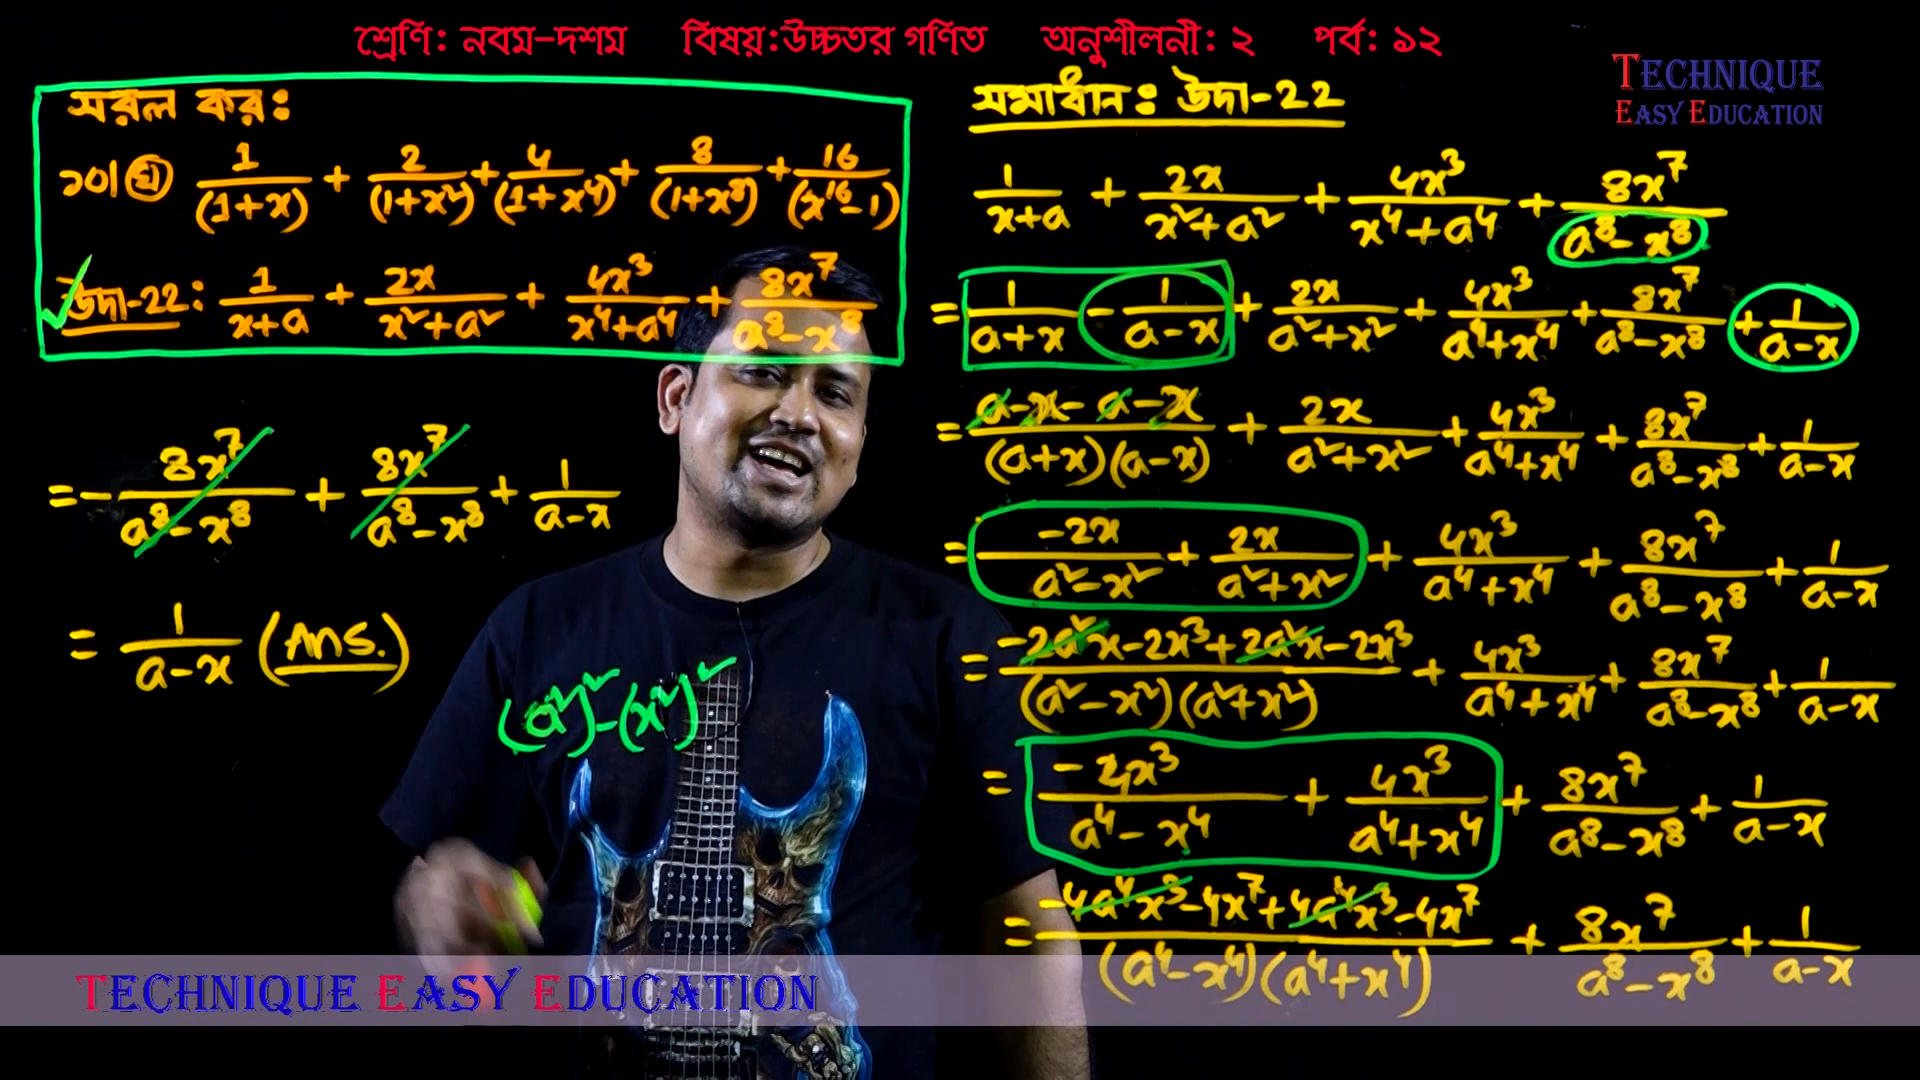 শ্রেণি: নবম-দশম বিষয়:উচ্চতর গণিত অনুশীলনী: ২ পর্ব: ১২
TECHNIQUE
EASY EDUCATION
সরল কর:
১০। (ঘ) 1/(1+x) + 2/(1+x²) + 4/(1+x⁴) + 8/(1+x⁸) + 16/(x¹⁶-1)
উদা-22: 1/(x+a) + 2x/(x²+a²) + 4x³/(x⁴+a⁴) + 8x⁷/(a⁸-x⁸)
= - 8x⁷/(a⁸-x⁸) + 8x⁷/(a⁸-x⁸) + 1/(a-x)
= 1/(a-x) (Ans.)
(a⁴)²-(x⁴)²
সমাধান: উদা-22
1/(x+a) + 2x/(x²+a²) + 4x³/(x⁴+a⁴) + 8x⁷/(a⁸-x⁸)
= 1/(a+x) - 1/(a-x) + 2x/(a²+x²) + 4x³/(a⁴+x⁴) + 8x⁷/(a⁸-x⁸) + 1/(a-x)
= (a-x-a-x)/((a+x)(a-x)) + 2x/(a²+x²) + 4x³/(a⁴+x⁴) + 8x⁷/(a⁸-x⁸) + 1/(a-x)
= -2x/(a²-x²) + 2x/(a²+x²) + 4x³/(a⁴+x⁴) + 8x⁷/(a⁸-x⁸) + 1/(a-x)
= (-2a²x-2x³+2a²x-2x³)/((a²-x²)(a²+x²)) + 4x³/(a⁴+x⁴) + 8x⁷/(a⁸-x⁸) + 1/(a-x)
= -4x³/(a⁴-x⁴) + 4x³/(a⁴+x⁴) + 8x⁷/(a⁸-x⁸) + 1/(a-x)
= (-4a⁴x³-4x⁷+4a⁴x³-4x⁷)/((a⁴-x⁴)(a⁴+x⁴)) + 8x⁷/(a⁸-x⁸) + 1/(a-x)
TECHNIQUE EASY EDUCATION